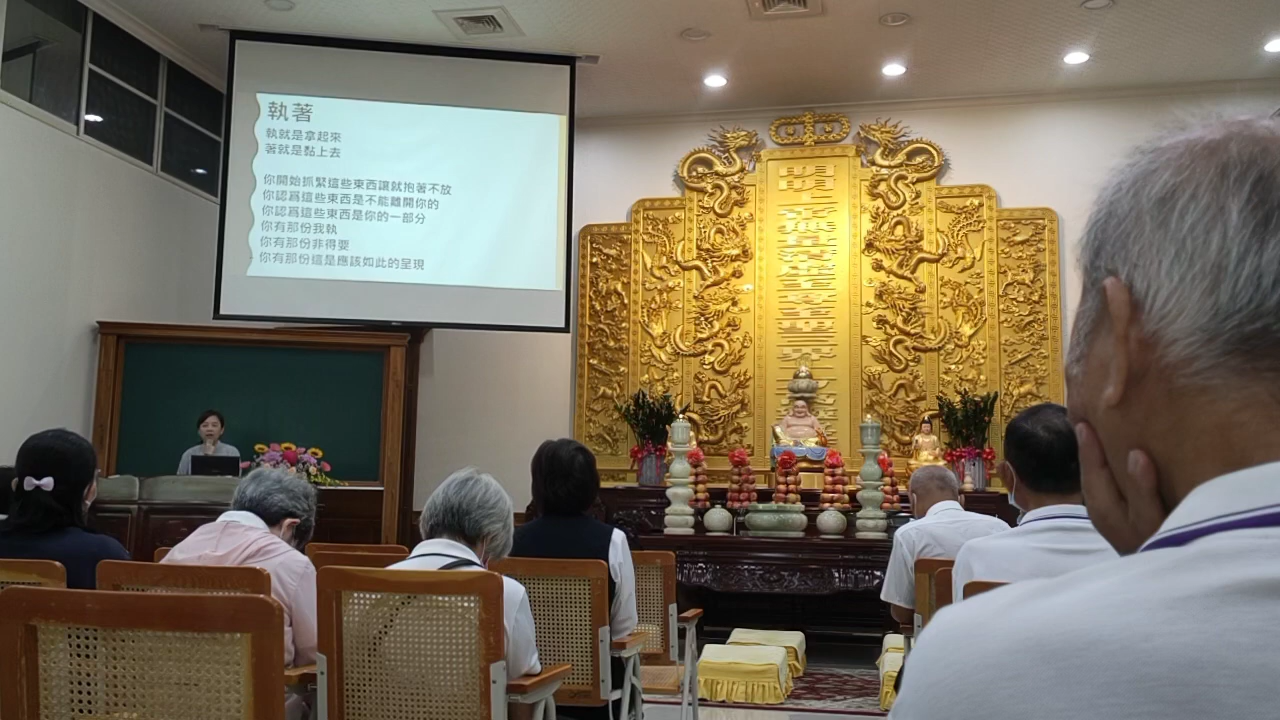 執著
執就是拿起來
著就是黏上去
你開始抓緊這些東西讓就抱著不放
你認爲這些東西是不能離開你的
你認爲這些東西是你的一部分
你有那份我執
你有那份非得要
你有那份這是應該如此的呈現